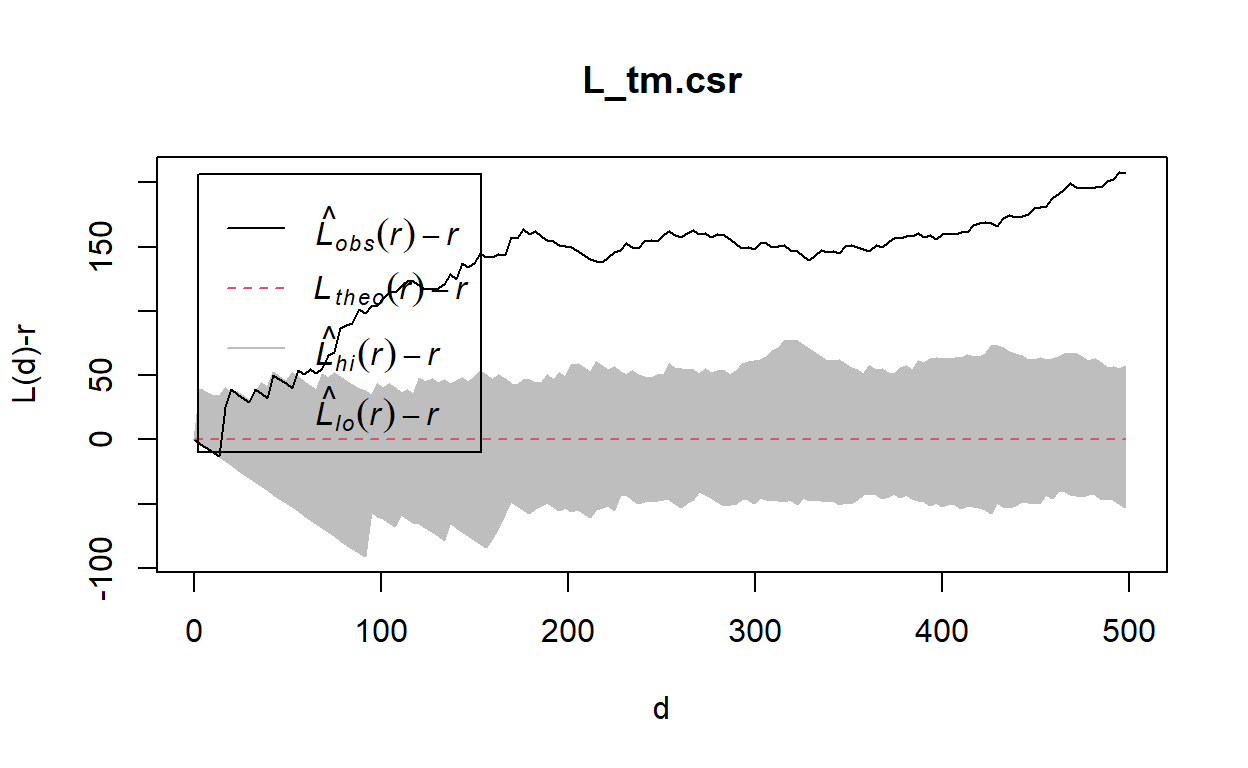 L_tm.csr
L̂obs(r) − r
Ltheo(r) − r
L̂hi(r) − r
L̂lo(r) − r
L(d)-r
150
50
0
-100
0 100 200 300 400 500
d